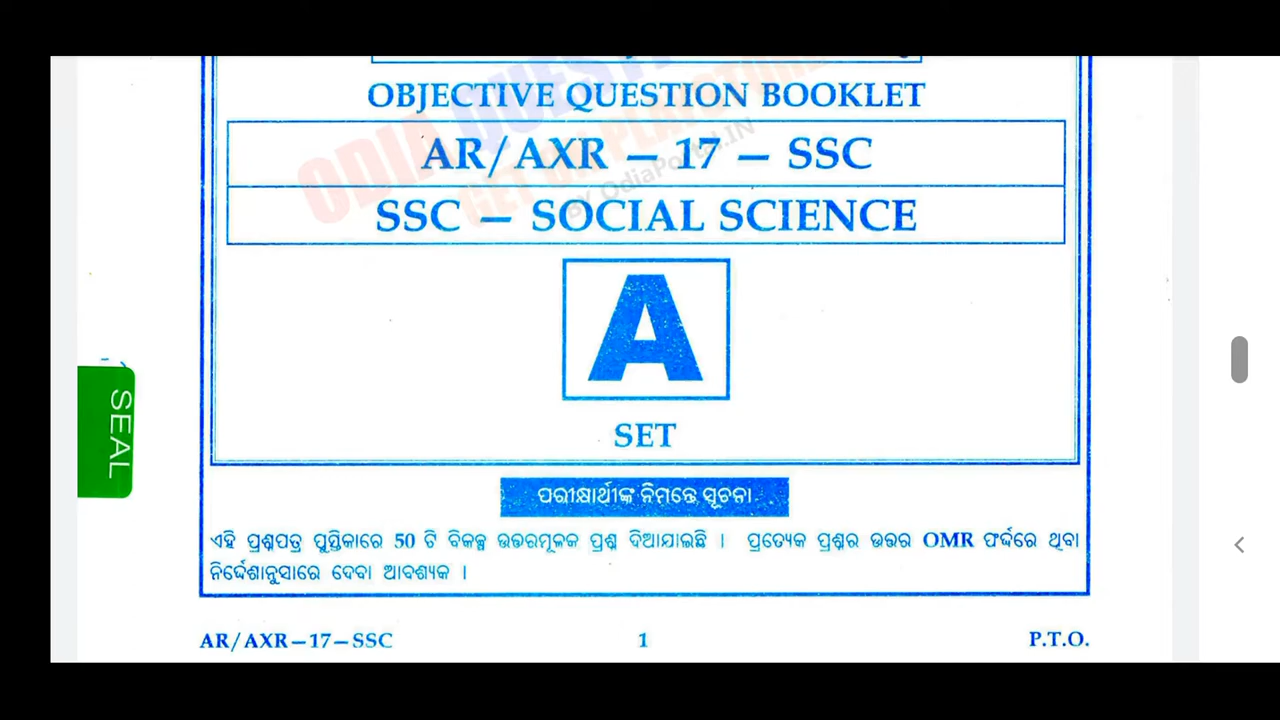 OBJECTIVE QUESTION BOOKLET
AR/AXR – 17 – SSC
SSC – SOCIAL SCIENCE
A
SET
SEAL
ପରୀକ୍ଷାର୍ଥୀଙ୍କ ନିମନ୍ତେ ସୂଚନା
ଏହି ପ୍ରଶ୍ନପତ୍ର ପୁସ୍ତିକାରେ 50 ଟି ବିକଳ୍ପ ଉତ୍ତରମୂଳକ ପ୍ରଶ୍ନ ଦିଆଯାଇଛି । ପ୍ରତ୍ୟେକ ପ୍ରଶ୍ନର ଉତ୍ତର OMR ଫର୍ଦ୍ଦରେ ଥିବା
ନିର୍ଦ୍ଦେଶାନୁସାରେ ଦେବା ଆବଶ୍ୟକ ।
AR/AXR–17–SSC 1 P.T.O.